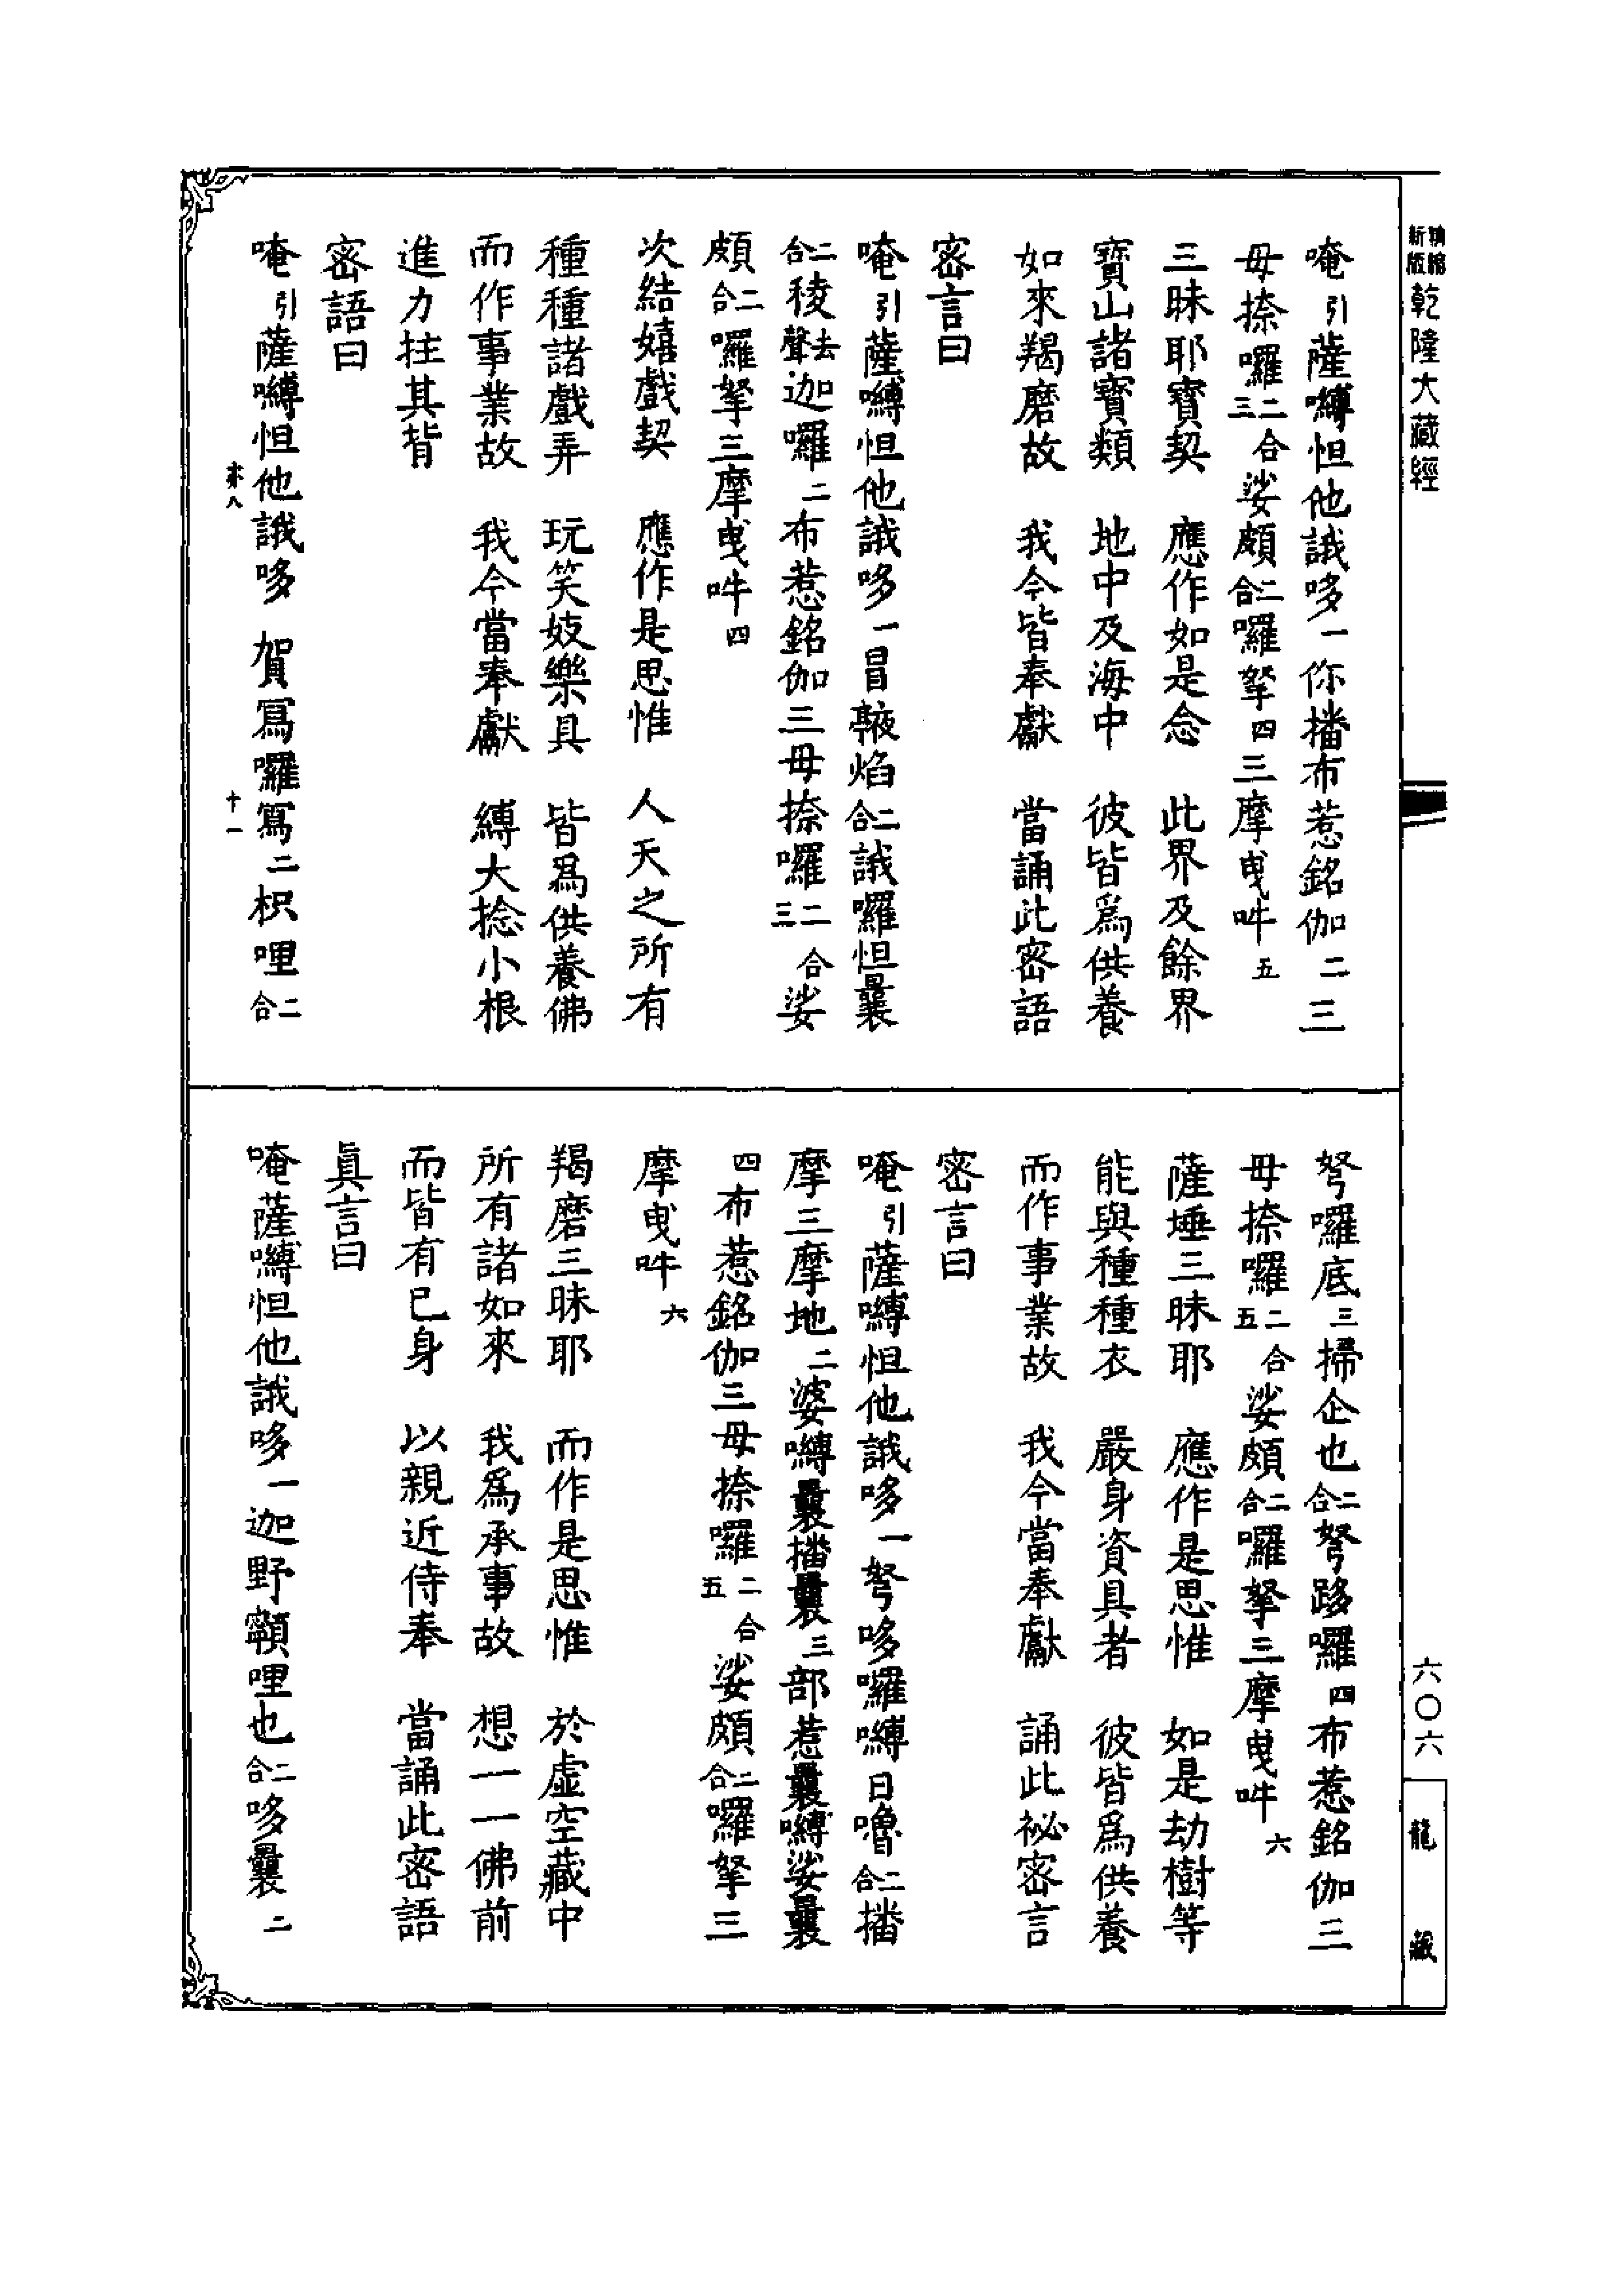 新版 精縮 乾隆大藏經
六〇六 龍藏
唵引薩嚩怛他誐哆一你播布惹銘伽二三
毋捺囉二合三娑頗二合囉拏四三摩曳吽五
三昧耶寶契　應作如是念　此界及餘界
寶山諸寶類　地中及海中　彼皆爲供養
如來羯磨故　我今皆奉獻　當誦此密語
密言曰
唵引薩嚩怛他誐哆一冒䩠焰二合誐囉怛曩
二合稜去聲迦囉二布惹銘伽三毋捺囉二合三娑
頗二合囉拏三摩曳吽四
次結嬉戲契　應作是思惟　人天之所有
種種諸戲弄　玩笑妓樂具　皆爲供養佛
而作事業故　我今當奉獻　縛大捻小根
進力拄其背
密語曰
唵引薩嚩怛他誐哆　賀寫囉寫二枳哩二合
來八　十一
弩囉底三掃企也二合弩跢囉四布惹銘伽三
毋捺囉二合五娑頗二合囉拏三摩曳吽六
薩埵三昧耶　應作是思惟　如是劫樹等
能與種種衣　嚴身資具者　彼皆爲供養
而作事業故　我今當奉獻　誦此祕密言
密言曰
唵引薩嚩怛他誐哆一弩哆囉嚩日嚕二合播
摩三摩地二婆嚩曩播曩三部惹曩嚩娑曩
四布惹銘伽三毋捺囉二合五娑頗二合囉拏三
摩曳吽六
羯磨三昧耶　而作是思惟　於虛空藏中
所有諸如來　我爲承事故　想一一佛前
而皆有已身　以親近侍奉　當誦此密語
眞言曰
唵薩嚩怛他誐哆一迦野顊哩也二合哆曩二